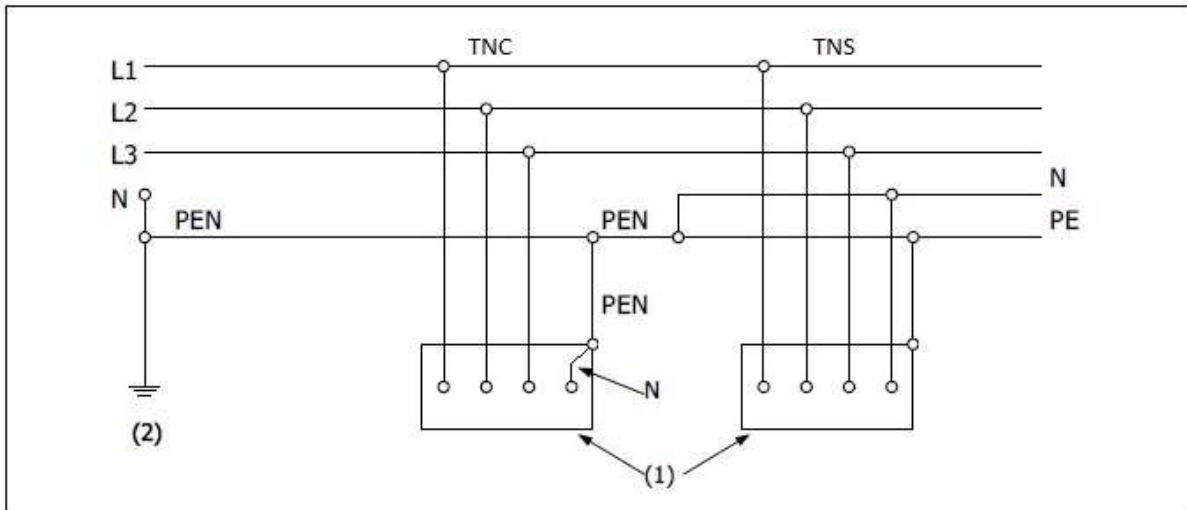 TNC TNS
L1
L2
L3
N N
PEN PEN PE
PEN
N
(2)
(1)